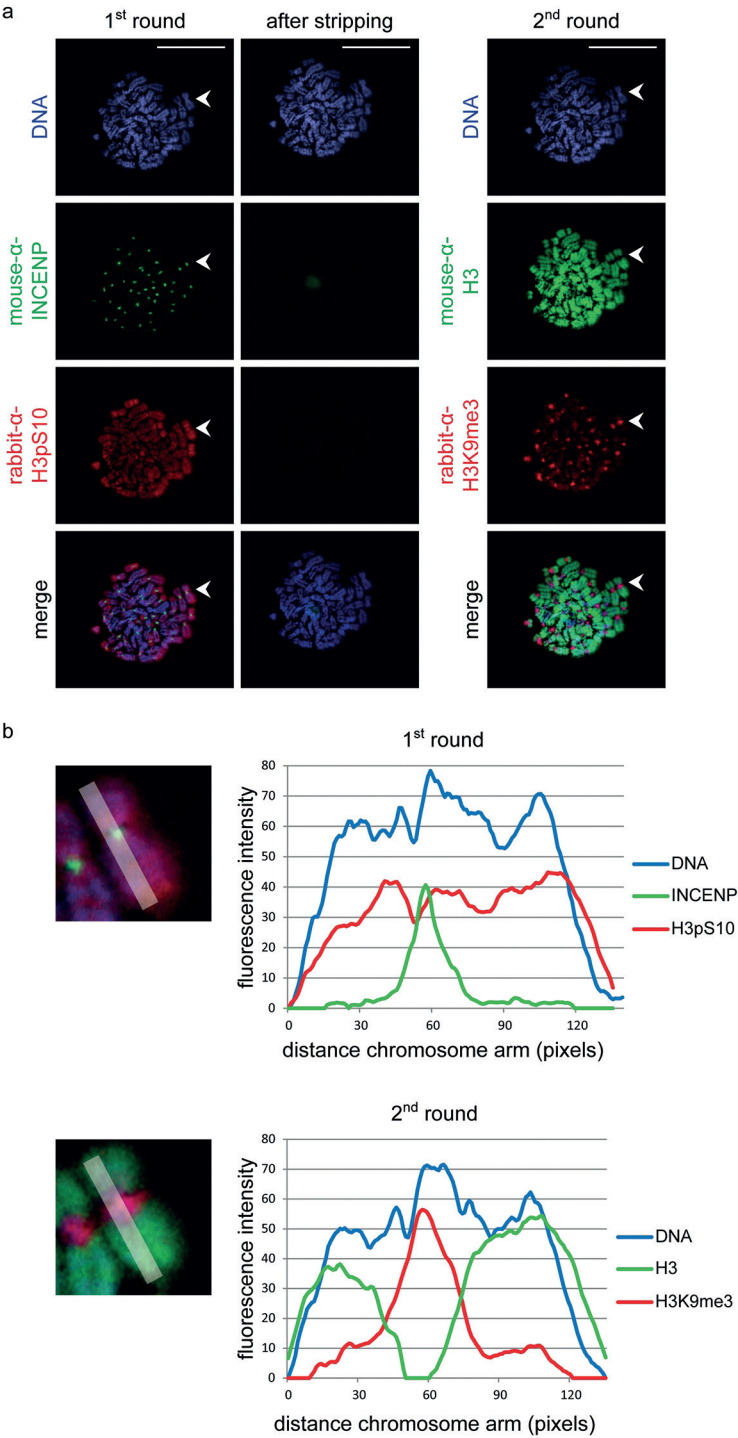 a
1st round
after stripping
2nd round
DNA
DNA
mouse-α-
INCENP
mouse-α-
H3
rabbit-α-
H3pS10
rabbit-α-
H3K9me3
merge
merge
b
1st round
fluorescence intensity
80
70
60
50
40
30
20
10
0
0 30 60 90 120
distance chromosome arm (pixels)
DNA
INCENP
H3pS10
2nd round
fluorescence intensity
80
70
60
50
40
30
20
10
0
0 30 60 90 120
distance chromosome arm (pixels)
DNA
H3
H3K9me3